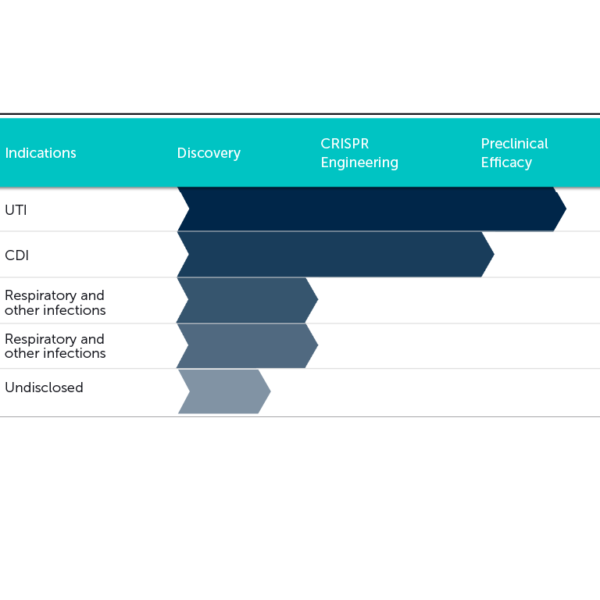 Indications
Discovery
CRISPR
Engineering
Preclinical
Efficacy
UTI
CDI
Respiratory and
other infections
Respiratory and
other infections
Undisclosed